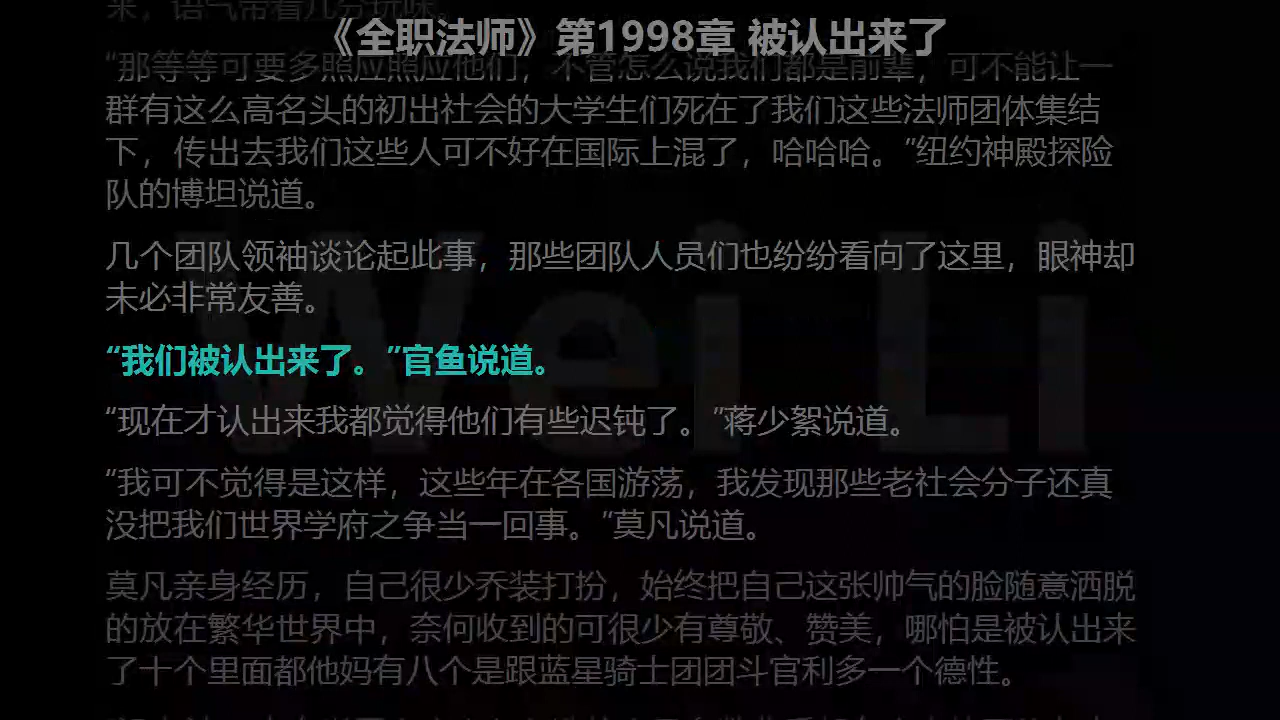 来，语气带着几分玩味。
《全职法师》第1998章 被认出来了
“那等等可要多照应照应他们，不管怎么说我们都是前辈，可不能让一
群有这么高名头的初出社会的大学生们死在了我们这些法师团体集结
下，传出去我们这些人可不好在国际上混了，哈哈哈。”纽约神殿探险
队的博坦说道。
几个团队领袖谈论起此事，那些团队人员们也纷纷看向了这里，眼神却
未必非常友善。
“我们被认出来了。”官鱼说道。
“现在才认出来我都觉得他们有些迟钝了。”蒋少絮说道。
“我可不觉得是这样，这些年在各国游荡，我发现那些老社会分子还真
没把我们世界学府之争当一回事。”莫凡说道。
莫凡亲身经历，自己很少乔装打扮，始终把自己这张帅气的脸随意洒脱
的放在繁华世界中，奈何收到的可很少有尊敬、赞美，哪怕是被认出来
了十个里面都他妈有八个是跟蓝星骑士团团斗官利多一个德性。
Wei Li